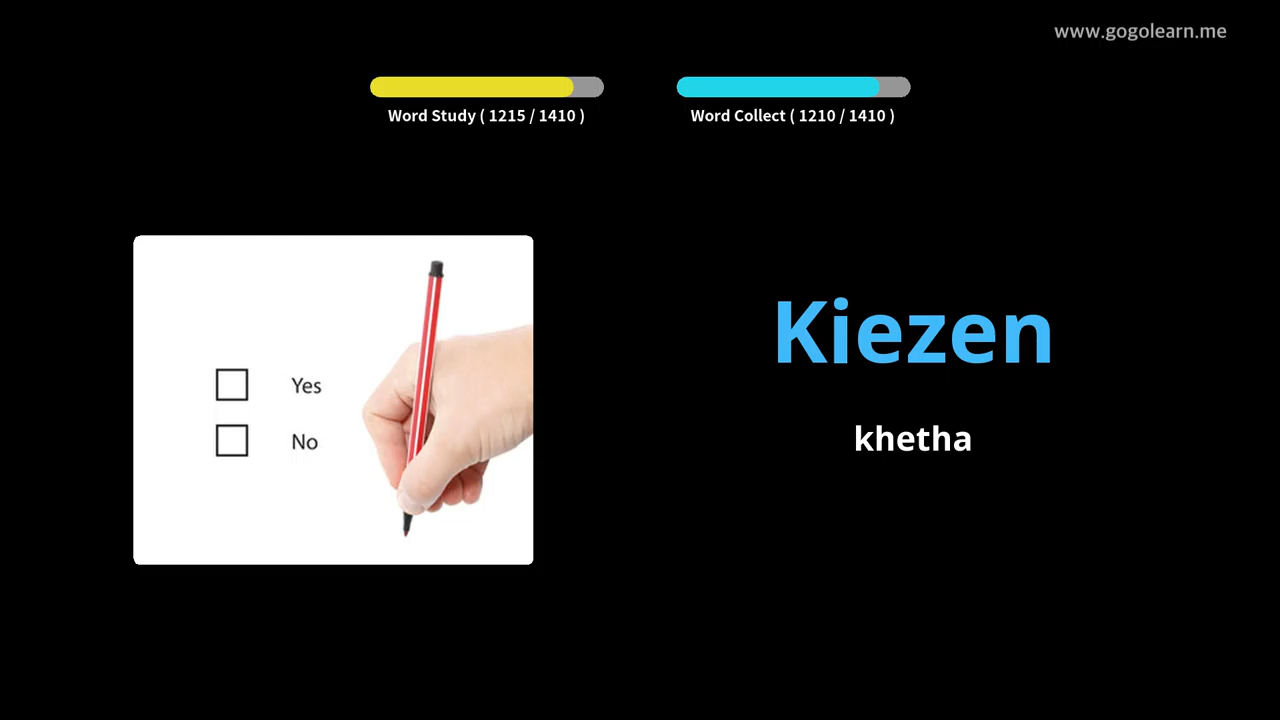 www.gogolearn.me
Word Study ( 1215 / 1410 )
Word Collect ( 1210 / 1410 )
Yes
No
Kiezen
khetha